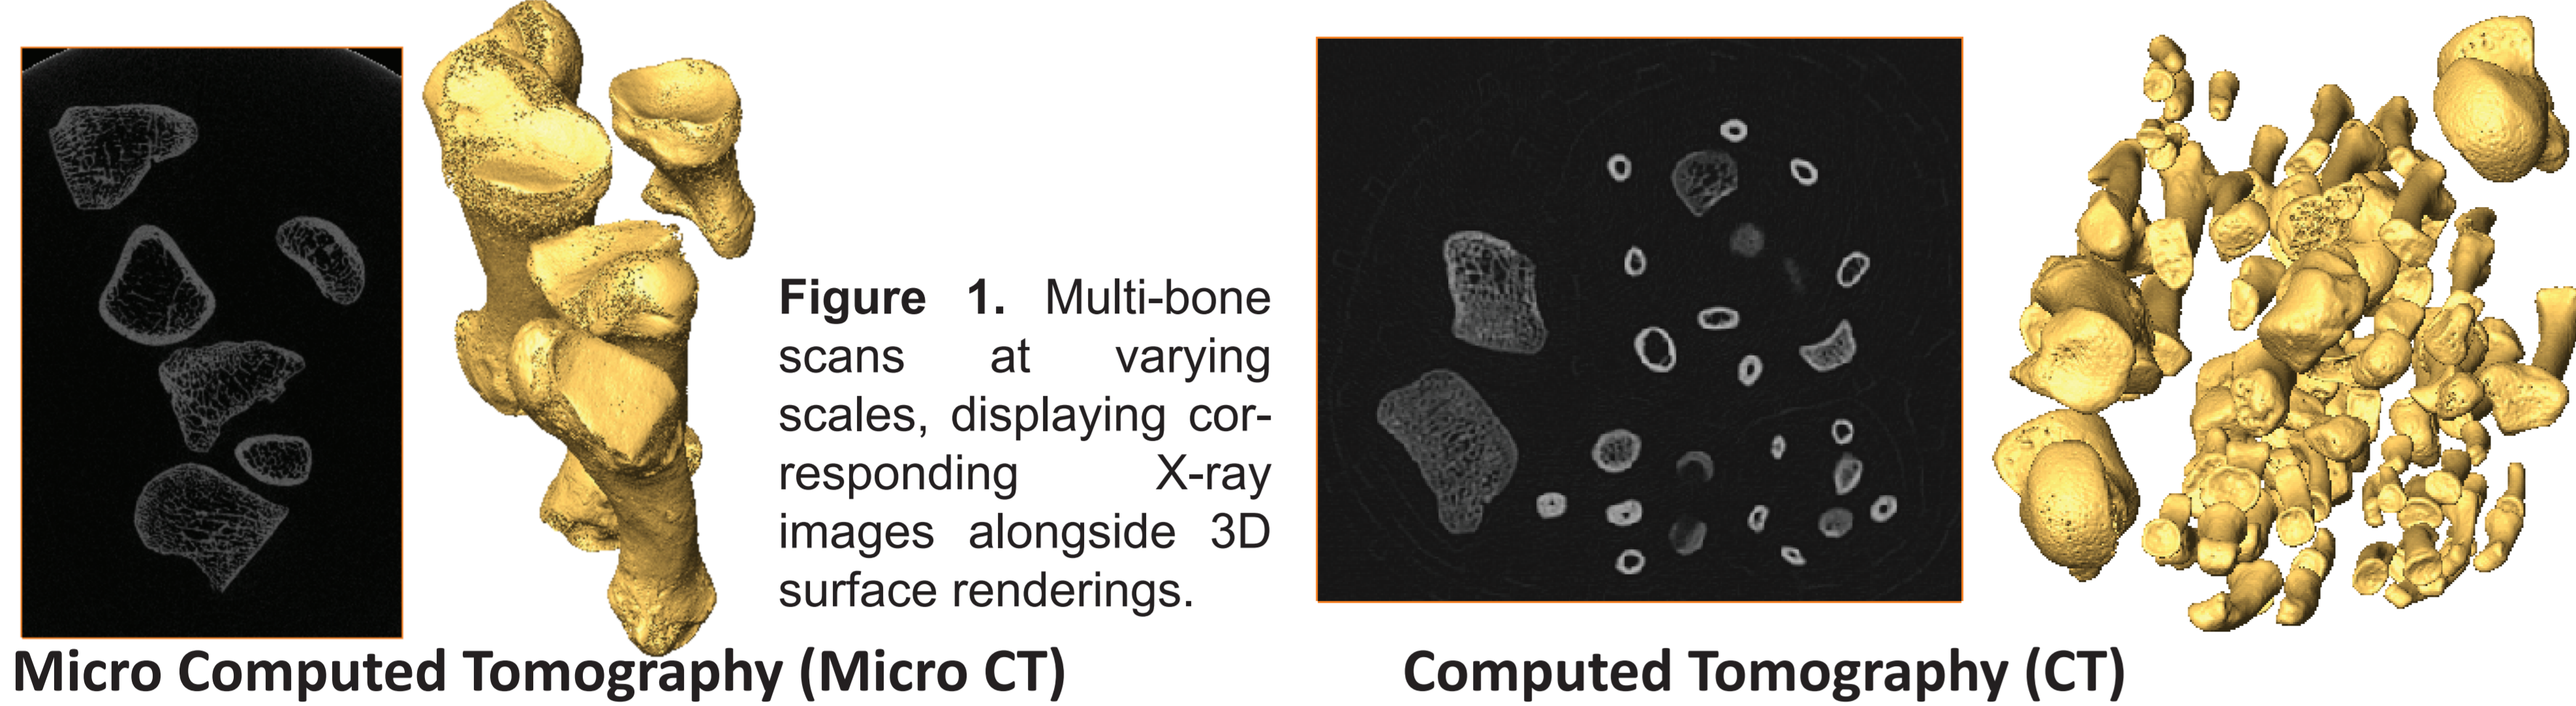 Figure 1. Multi-bone
scans at varying
scales, displaying cor-
responding X-ray
images alongside 3D
surface renderings.
Micro Computed Tomography (Micro CT)
Computed Tomography (CT)